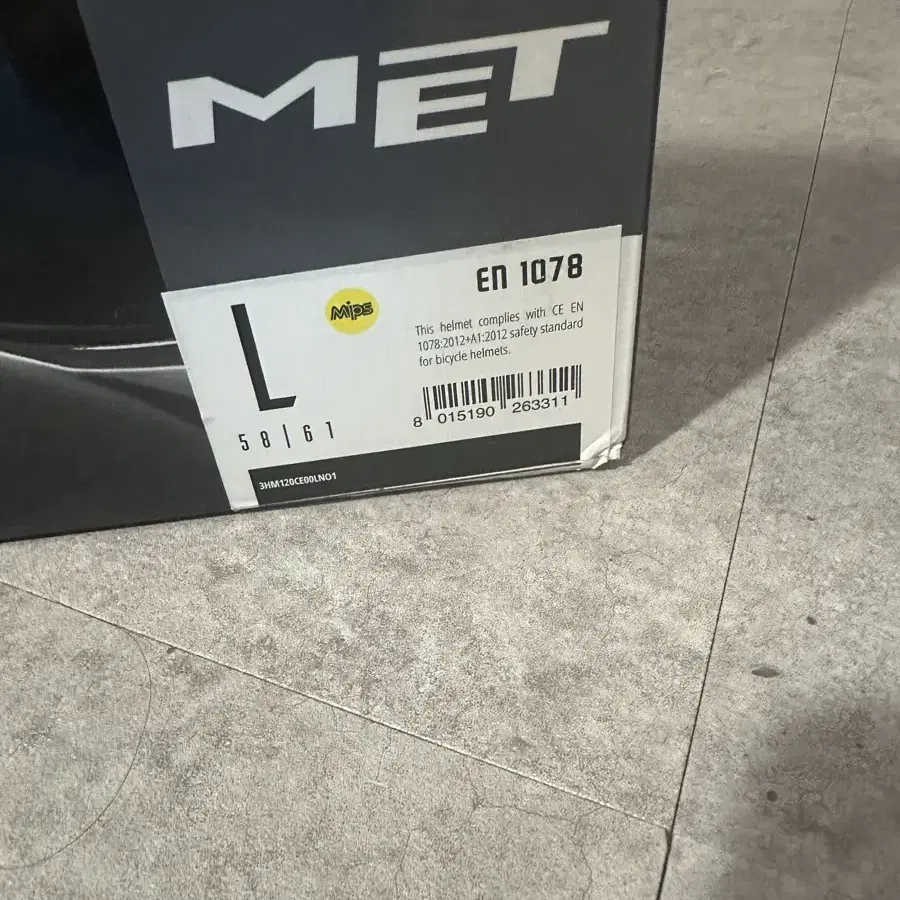 MET
EN 1078
L
Mips
This helmet complies with CE EN
1078:2012+A1:2012 safety standard
for bicycle helmets.
58|61
8 015190 263311
3HM120CE00LNO1